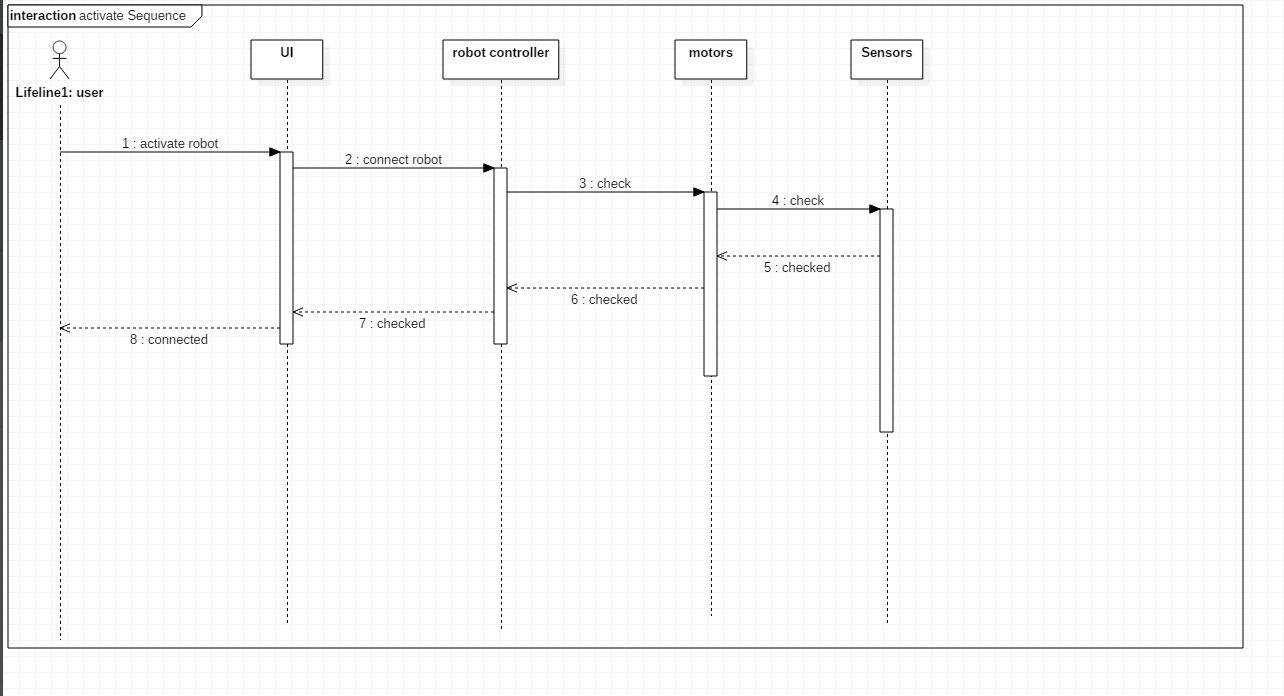 interaction activate Sequence
UI
robot controller
motors
Sensors
Lifeline1: user
1 : activate robot
2 : connect robot
3 : check
4 : check
5 : checked
6 : checked
7 : checked
8 : connected